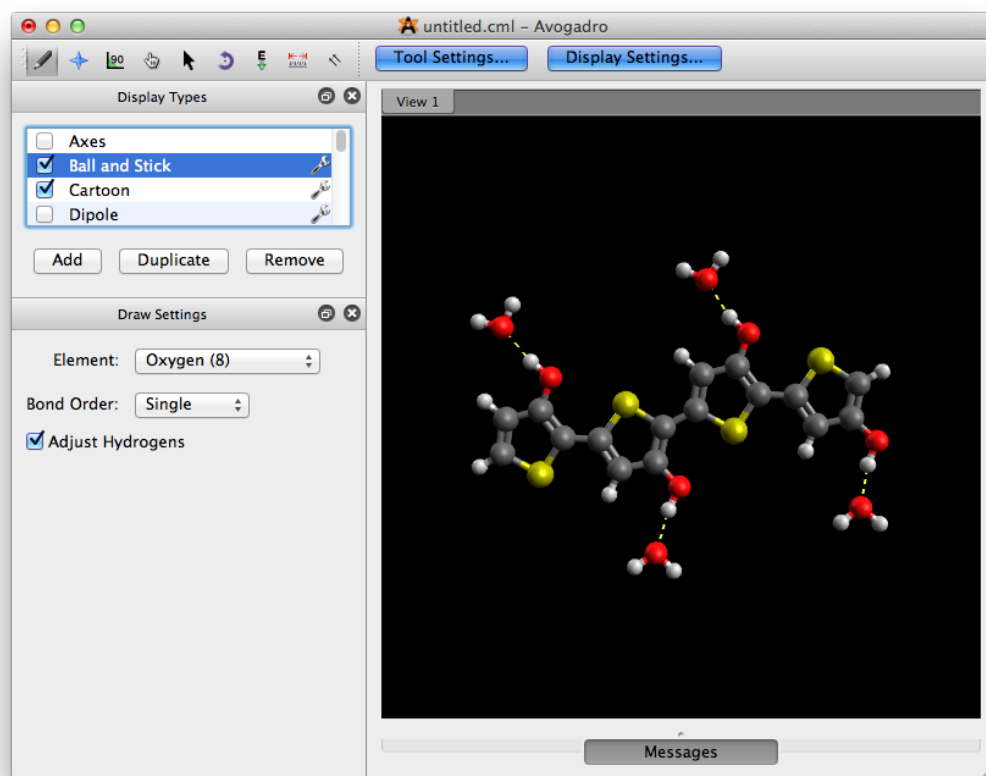 untitled.cml – Avogadro
90
E
Tool Settings...
Display Settings...
Display Types
Axes
Ball and Stick
Cartoon
Dipole
Add
Duplicate
Remove
Draw Settings
Element:
Oxygen (8)
Bond Order:
Single
Adjust Hydrogens
View 1
Messages